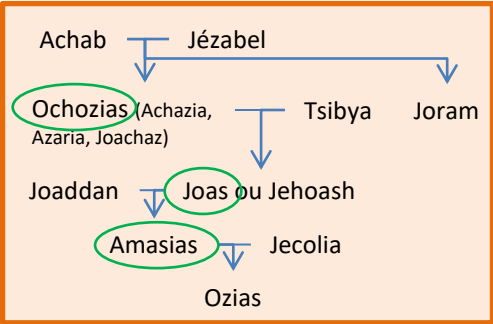 Achab Jézabel
Ochozias (Achazia, Tsibya Joram
Azaria, Joachaz)
Joaddan Joas ou Jehoash
Amasias Jecolia
Ozias